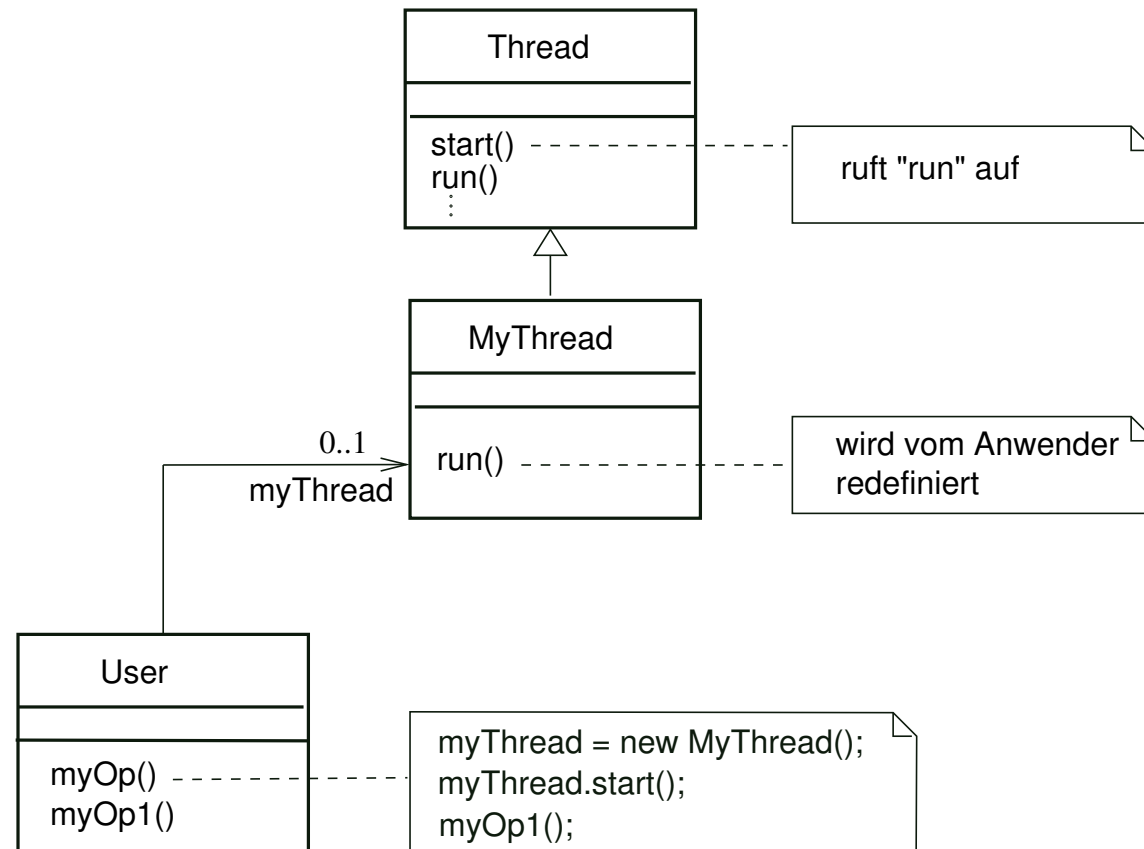 Thread
start()
run()
ruft "run" auf
MyThread
run()
wird vom Anwender
redefiniert
0..1
myThread
User
myOp()
myOp1()
myThread = new MyThread();
myThread.start();
myOp1();